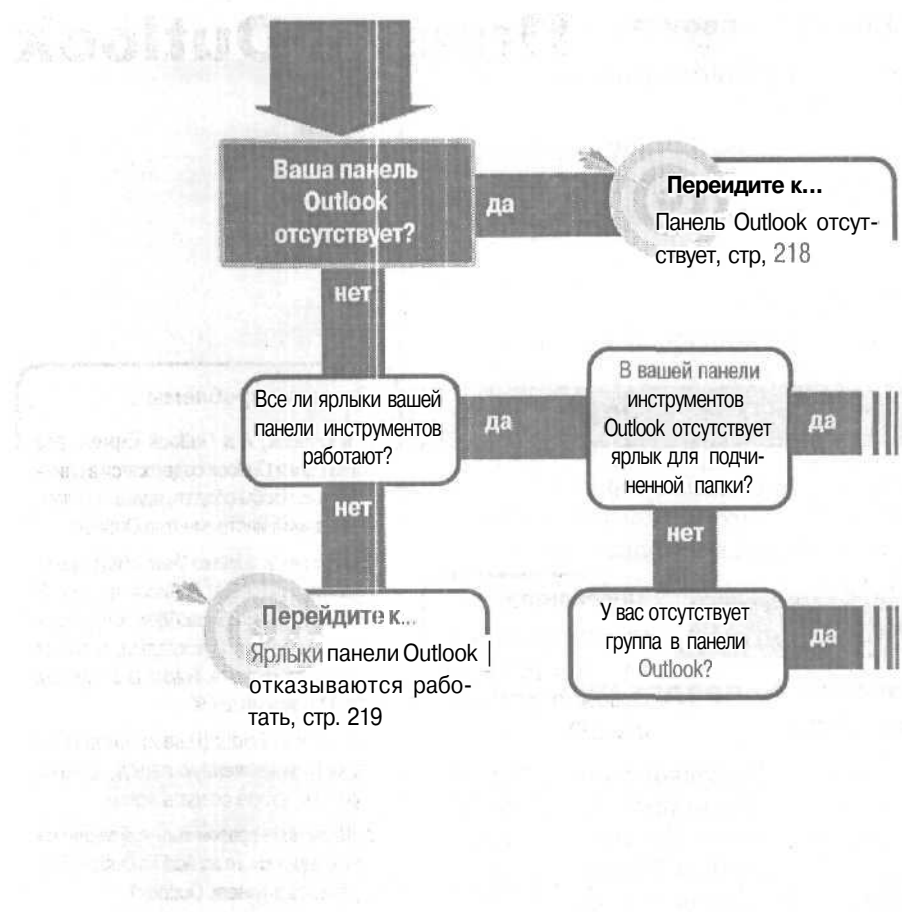 Outlook
Ваша панель
Outlook
отсутствует?
да
Переидите к...
Панель Outlook отсут-
ствует, стр, 218
нет
Все ли ярлыки вашей
панели инструментов
работают?
да
В вашей панели
инструментов
Outlook отсутствует
ярлык для подчи-
ненной папки?
да
нет
нет
Перейдите к...
Ярлыки панели Outlook
отказываются рабо-
тать, стр. 219
У вас отсутствует
группа в панели
Outlook?
да